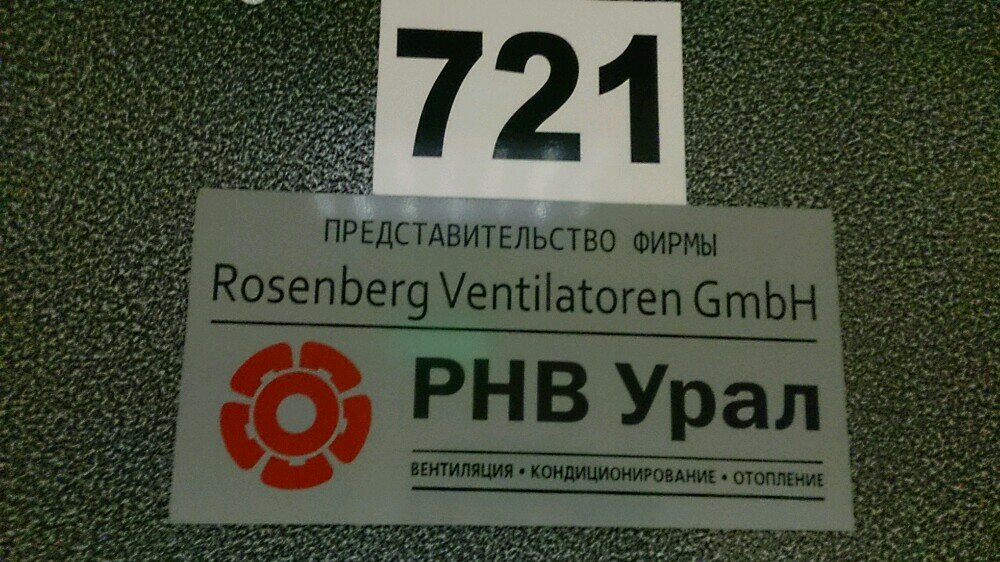 721
ПРЕДСТАВИТЕЛЬСТВО ФИРМЫ
Rosenberg Ventilatoren GmbH
РНВ Урал
ВЕНТИЛЯЦИЯ • КОНДИЦИОНИРОВАНИЕ • ОТОПЛЕНИЕ